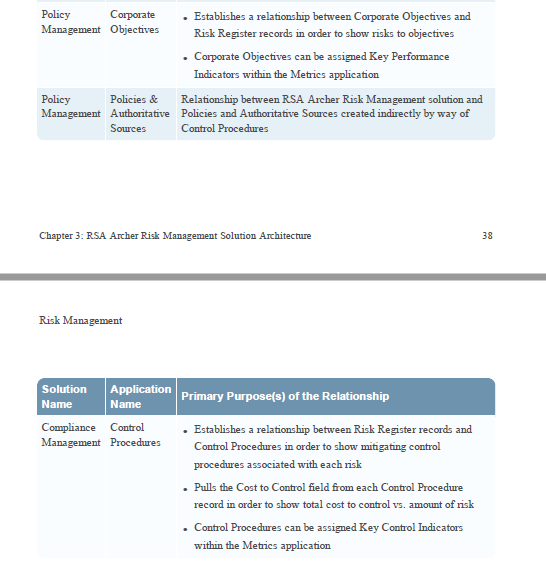 Policy Management
Corporate Objectives
• Establishes a relationship between Corporate Objectives and
Risk Register records in order to show risks to objectives
• Corporate Objectives can be assigned Key Performance
Indicators within the Metrics application
Policy Management
Policies & Authoritative Sources
Relationship between RSA Archer Risk Management solution and
Policies and Authoritative Sources created indirectly by way of
Control Procedures
Chapter 3: RSA Archer Risk Management Solution Architecture 38
Risk Management
Solution Name
Application Name
Primary Purpose(s) of the Relationship
Compliance Management
Control Procedures
• Establishes a relationship between Risk Register records and
Control Procedures in order to show mitigating control
procedures associated with each risk
• Pulls the Cost to Control field from each Control Procedure
record in order to show total cost to control vs. amount of risk
• Control Procedures can be assigned Key Control Indicators
within the Metrics application